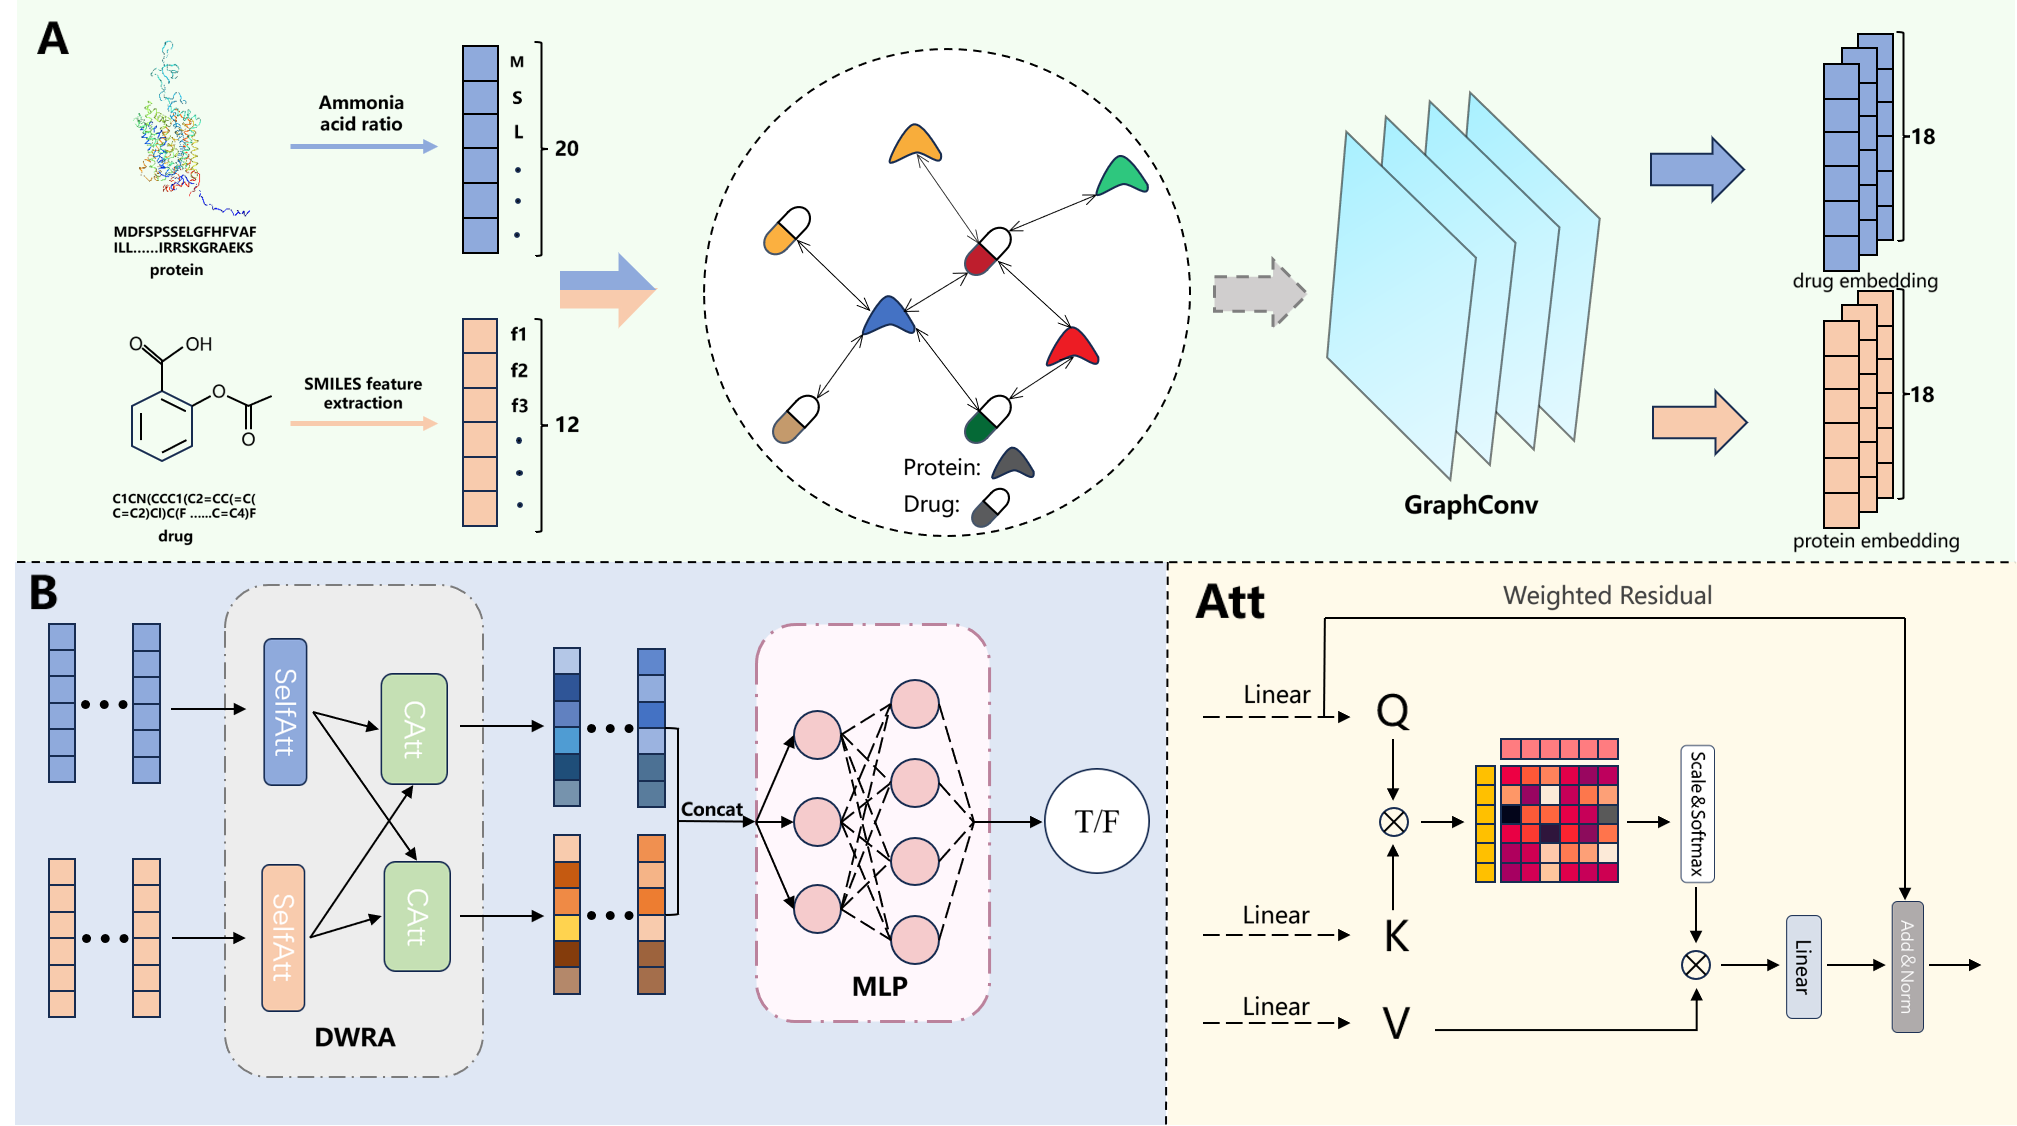 A
Ammonia
acid ratio
M
S
L
20
MDFSPSSELGFHFVAF
ILL......IRRSKGRAEKS
protein
O
OH
O
O
SMILES feature
extraction
f1
f2
f3
12
C1CN(CCC1(C2=CC(=C(
C=C2)Cl)C(F ......C=C4)F
drug
Protein:
Drug:
GraphConv
18
drug embedding
18
protein embedding
B
SelfAtt
CAtt
SelfAtt
CAtt
DWRA
Concat
MLP
T/F
Att
Weighted Residual
Linear
Q
Linear
K
Linear
V
Scale&Softmax
Linear
Add&Norm